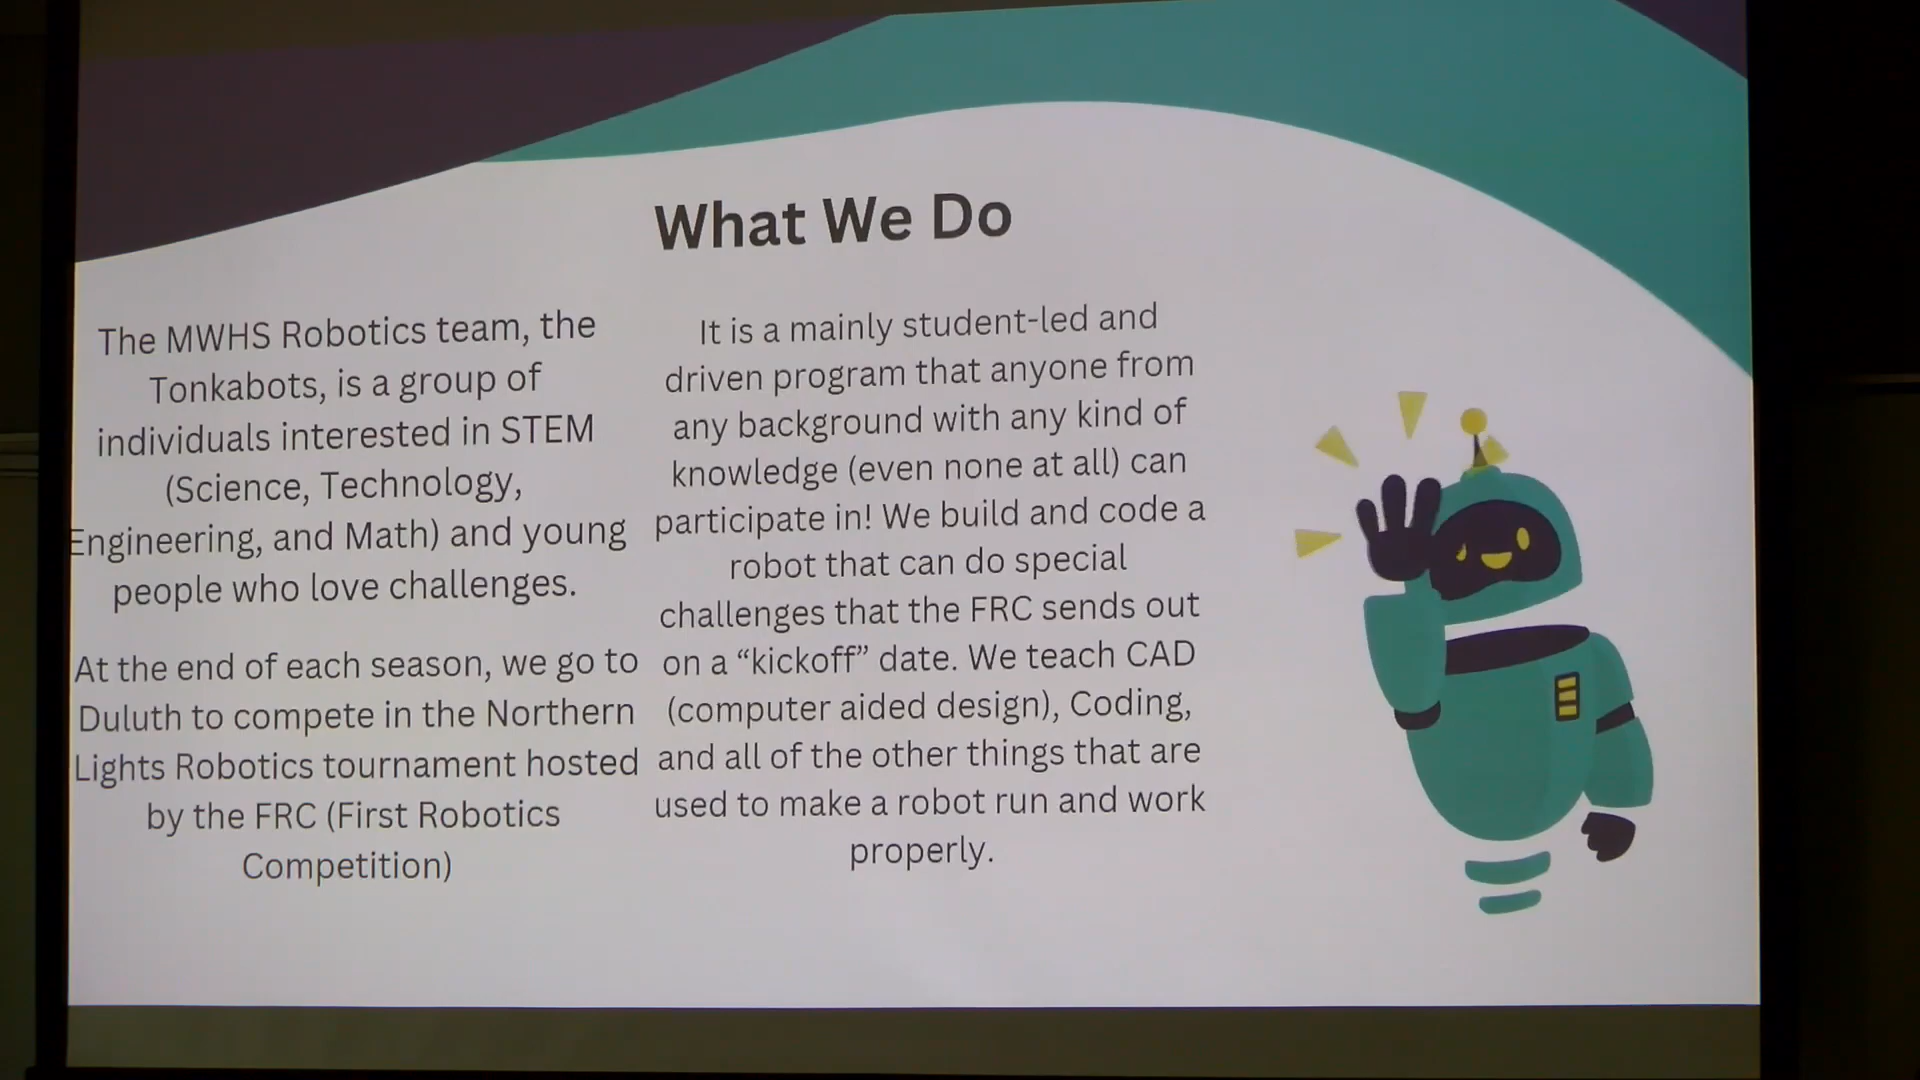 What We Do
The MWHS Robotics team, the
Tonkabots, is a group of
individuals interested in STEM
(Science, Technology,
Engineering, and Math) and young
people who love challenges.
At the end of each season, we go to
Duluth to compete in the Northern
Lights Robotics tournament hosted
by the FRC (First Robotics
Competition)
It is a mainly student-led and
driven program that anyone from
any background with any kind of
knowledge (even none at all) can
participate in! We build and code a
robot that can do special
challenges that the FRC sends out
on a “kickoff” date. We teach CAD
(computer aided design), Coding,
and all of the other things that are
used to make a robot run and work
properly.